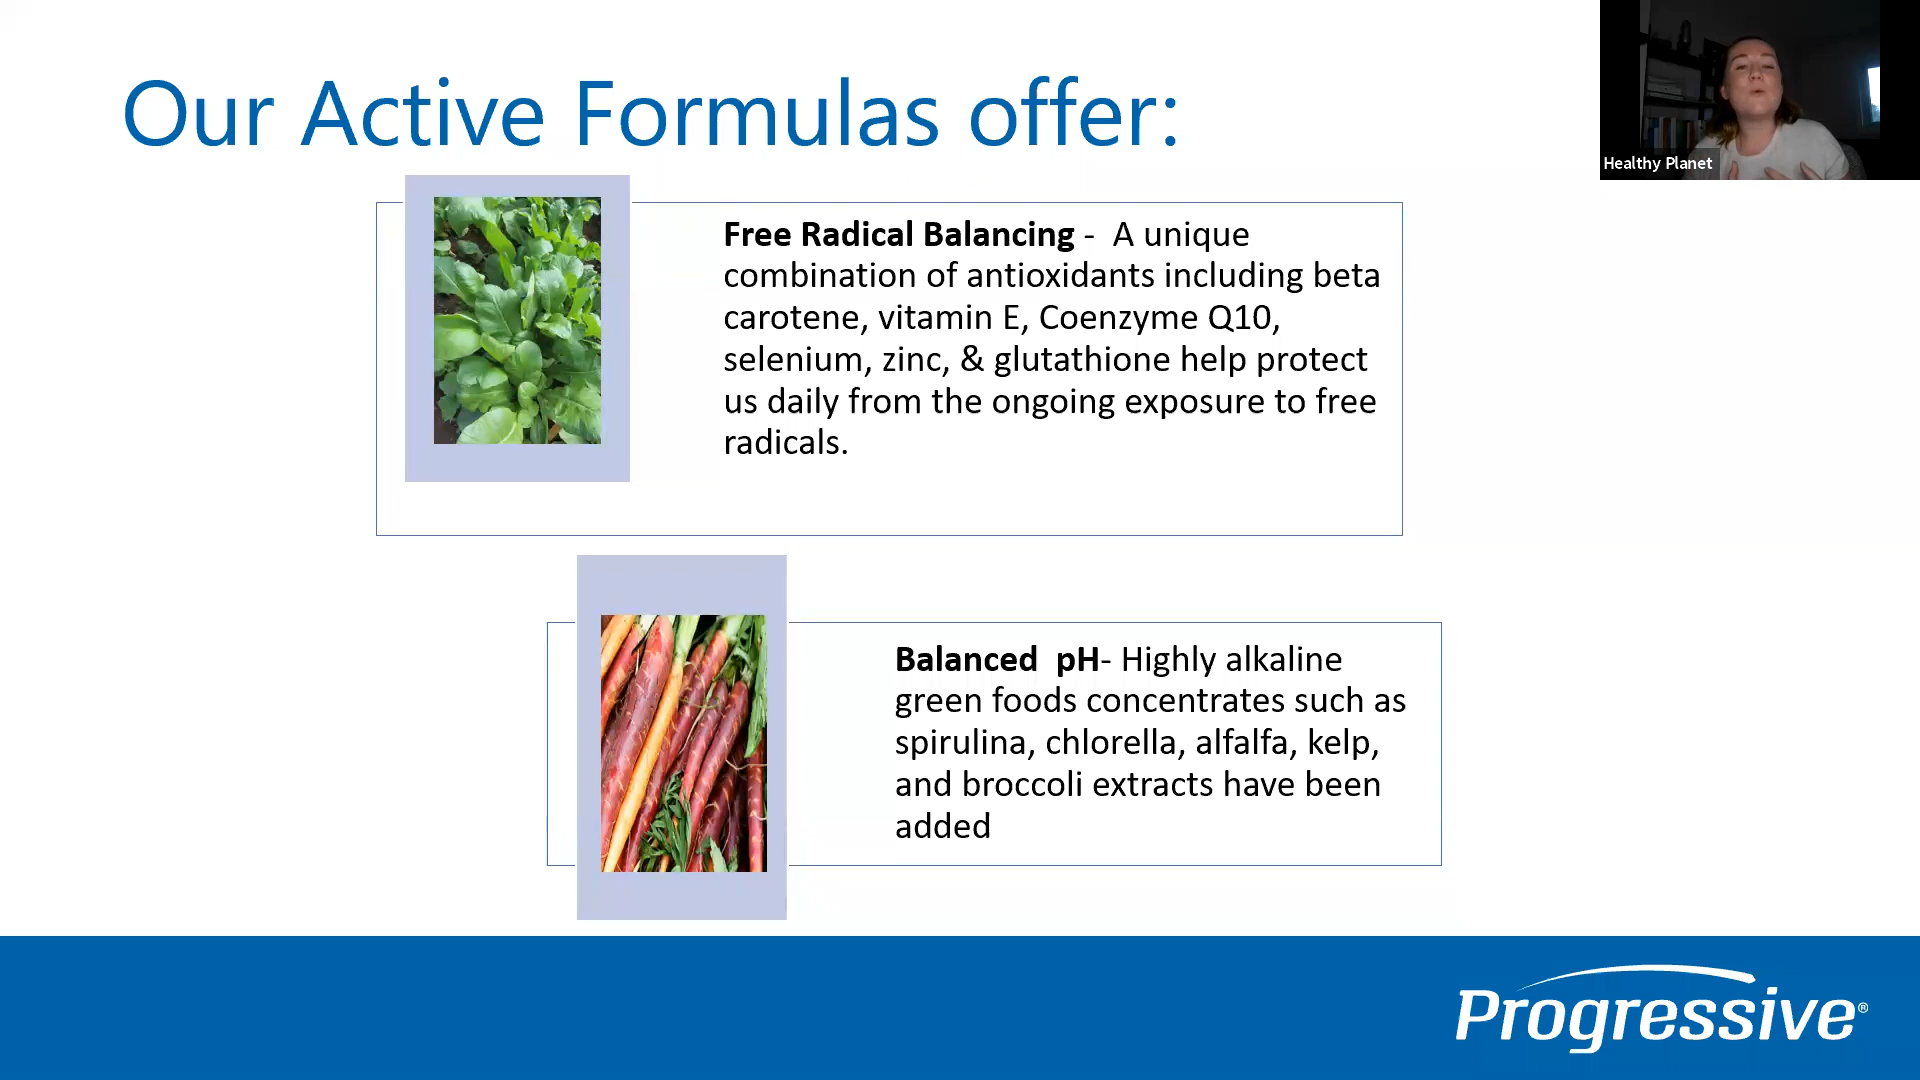 Our Active Formulas offer:
Healthy Planet
Free Radical Balancing - A unique
combination of antioxidants including beta
carotene, vitamin E, Coenzyme Q10,
selenium, zinc, & glutathione help protect
us daily from the ongoing exposure to free
radicals.
Balanced pH- Highly alkaline
green foods concentrates such as
spirulina, chlorella, alfalfa, kelp,
and broccoli extracts have been
added
Progressive®